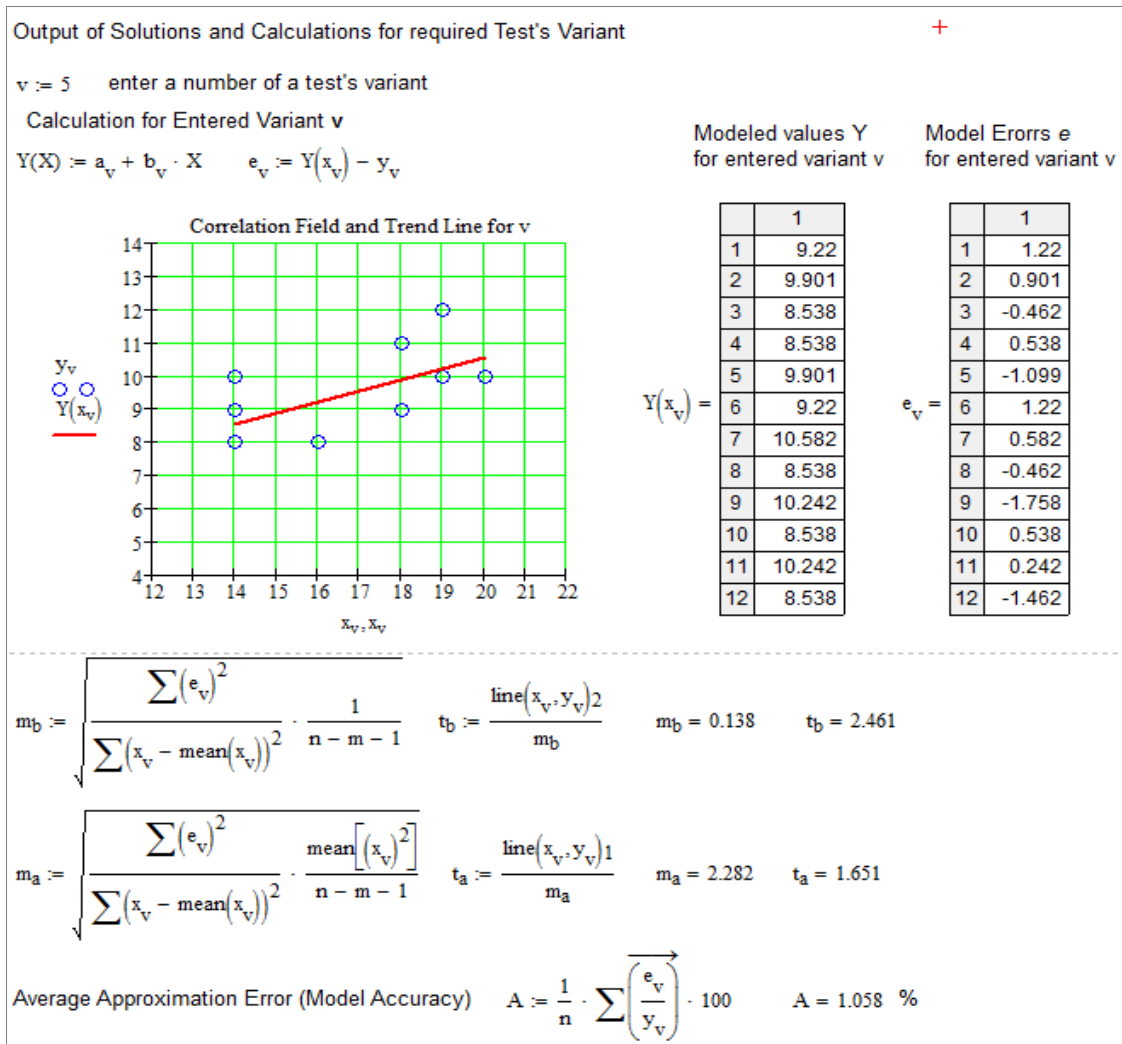 Output of Solutions and Calculations for required Test's Variant
v := 5 enter a number of a test's variant
Calculation for Entered Variant v
Y(X) := a_v + b_v · X e_v := Y(x_v) − y_v
Modeled values Y
for entered variant v
Model Erorrs e
for entered variant v
Correlation Field and Trend Line for v
14
13
12
11
10
9
8
7
6
5
4
12 13 14 15 16 17 18 19 20 21 22
y_v
Y(x_v)
x_v, x_v
Y(x_v) =
1
1 9.22
2 9.901
3 8.538
4 8.538
5 9.901
6 9.22
7 10.582
8 8.538
9 10.242
10 8.538
11 10.242
12 8.538
e_v =
1
1 1.22
2 0.901
3 -0.462
4 0.538
5 -1.099
6 1.22
7 0.582
8 -0.462
9 -1.758
10 0.538
11 0.242
12 -1.462
m_b := √(∑(e_v)^2 / ∑(x_v − mean(x_v))^2 · 1 / (n − m − 1)) t_b := line(x_v, y_v)2 / m_b m_b = 0.138 t_b = 2.461
m_a := √(∑(e_v)^2 / ∑(x_v − mean(x_v))^2 · mean[(x_v)^2] / (n − m − 1)) t_a := line(x_v, y_v)1 / m_a m_a = 2.282 t_a = 1.651
Average Approximation Error (Model Accuracy) A := 1/n · ∑(e_v / y_v) · 100 A = 1.058 %